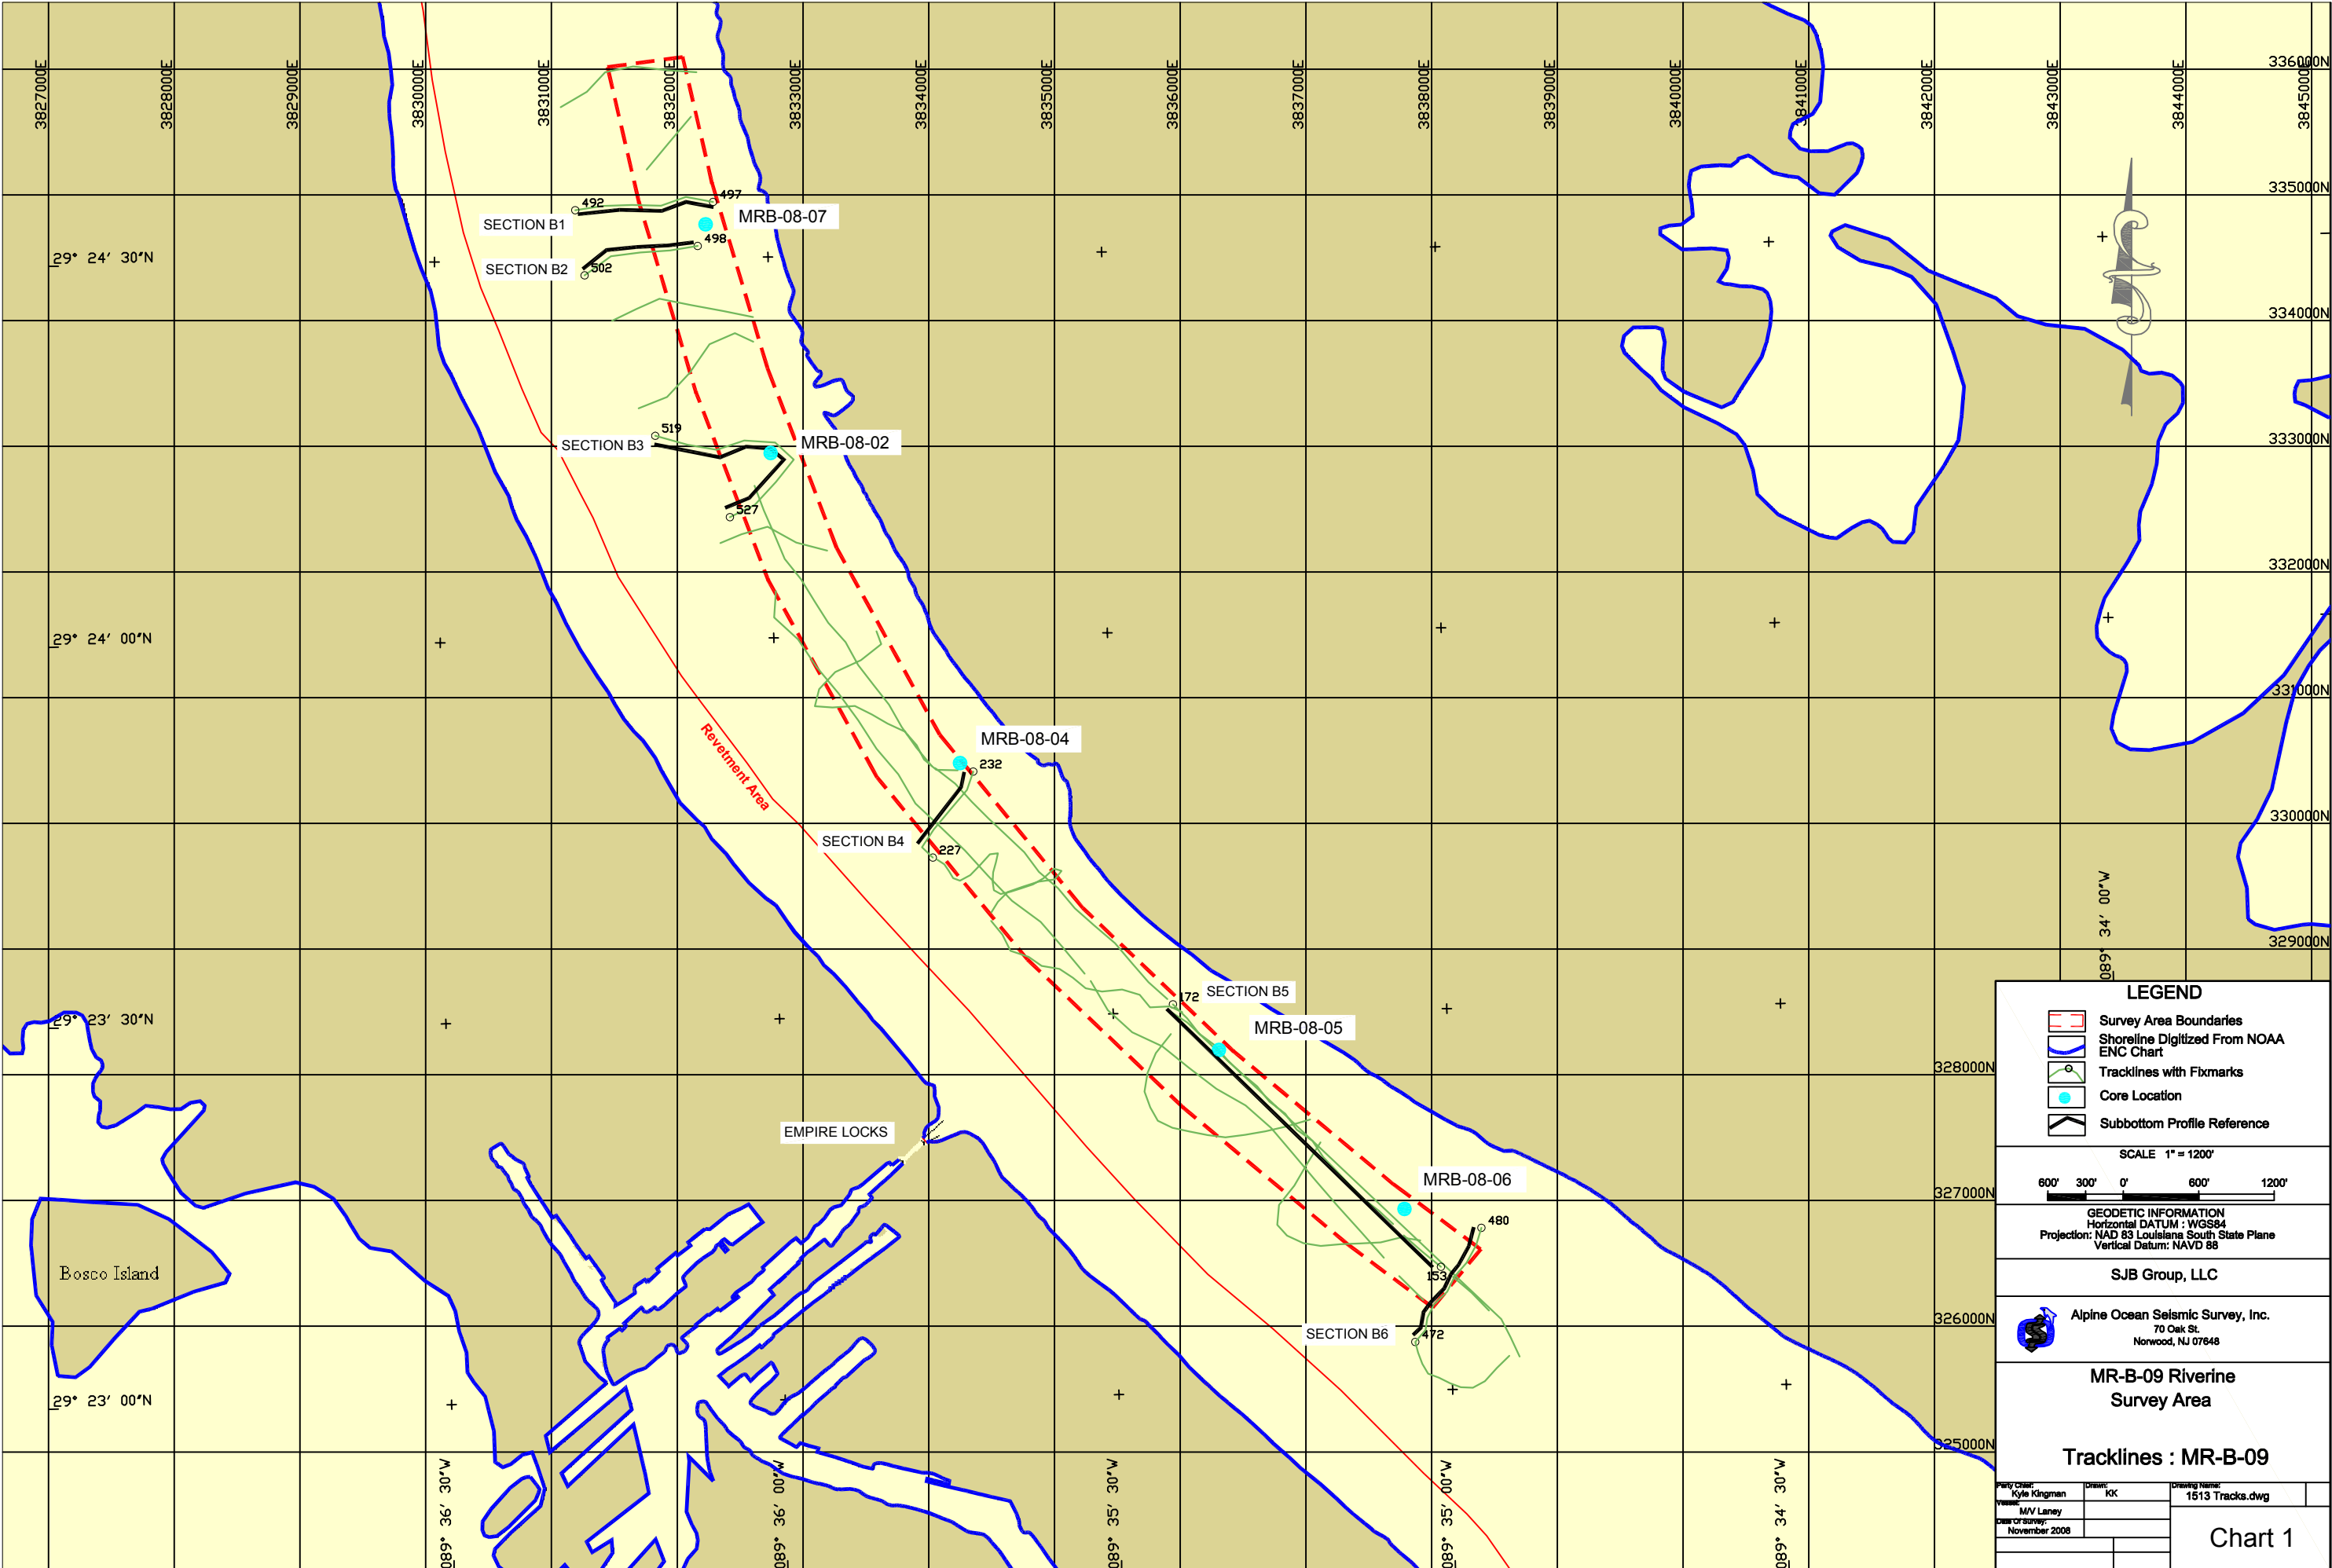 3827000E
3828000E
3829000E
3830000E
3831000E
3832000E
3833000E
3834000E
3835000E
3836000E
3837000E
3838000E
3839000E
3840000E
3841000E
3842000E
3843000E
3844000E
3845000E
336000N
335000N
334000N
333000N
332000N
331000N
330000N
329000N
328000N
327000N
326000N
325000N
29° 24' 30"N
29° 24' 00"N
29° 23' 30"N
29° 23' 00"N
492
497
SECTION B1
MRB-08-07
498
SECTION B2
502
519
SECTION B3
MRB-08-02
527
Revetment Area
MRB-08-04
232
SECTION B4
227
172
SECTION B5
MRB-08-05
EMPIRE LOCKS
MRB-08-06
480
153
SECTION B6
472
Bosco Island
089° 36' 30"W
089° 36' 00"W
089° 35' 30"W
089° 35' 00"W
089° 34' 30"W
089° 34' 00"W
LEGEND
Survey Area Boundaries
Shoreline Digitized From NOAA
ENC Chart
Tracklines with Fixmarks
Core Location
Subbottom Profile Reference
SCALE 1" = 1200'
600' 300' 0' 600' 1200'
GEODETIC INFORMATION
Horizontal DATUM : WGS84
Projection: NAD 83 Louisiana South State Plane
Vertical Datum: NAVD 88
SJB Group, LLC
Alpine Ocean Seismic Survey, Inc.
70 Oak St.
Norwood, NJ 07648
MR-B-09 Riverine
Survey Area
Tracklines : MR-B-09
Party Chief:
Kyle Kingman
Drawn:
KK
Drawing Name:
1513 Tracks.dwg
Vessel:
M/V Laney
Date Of Survey:
November 2008
Chart 1